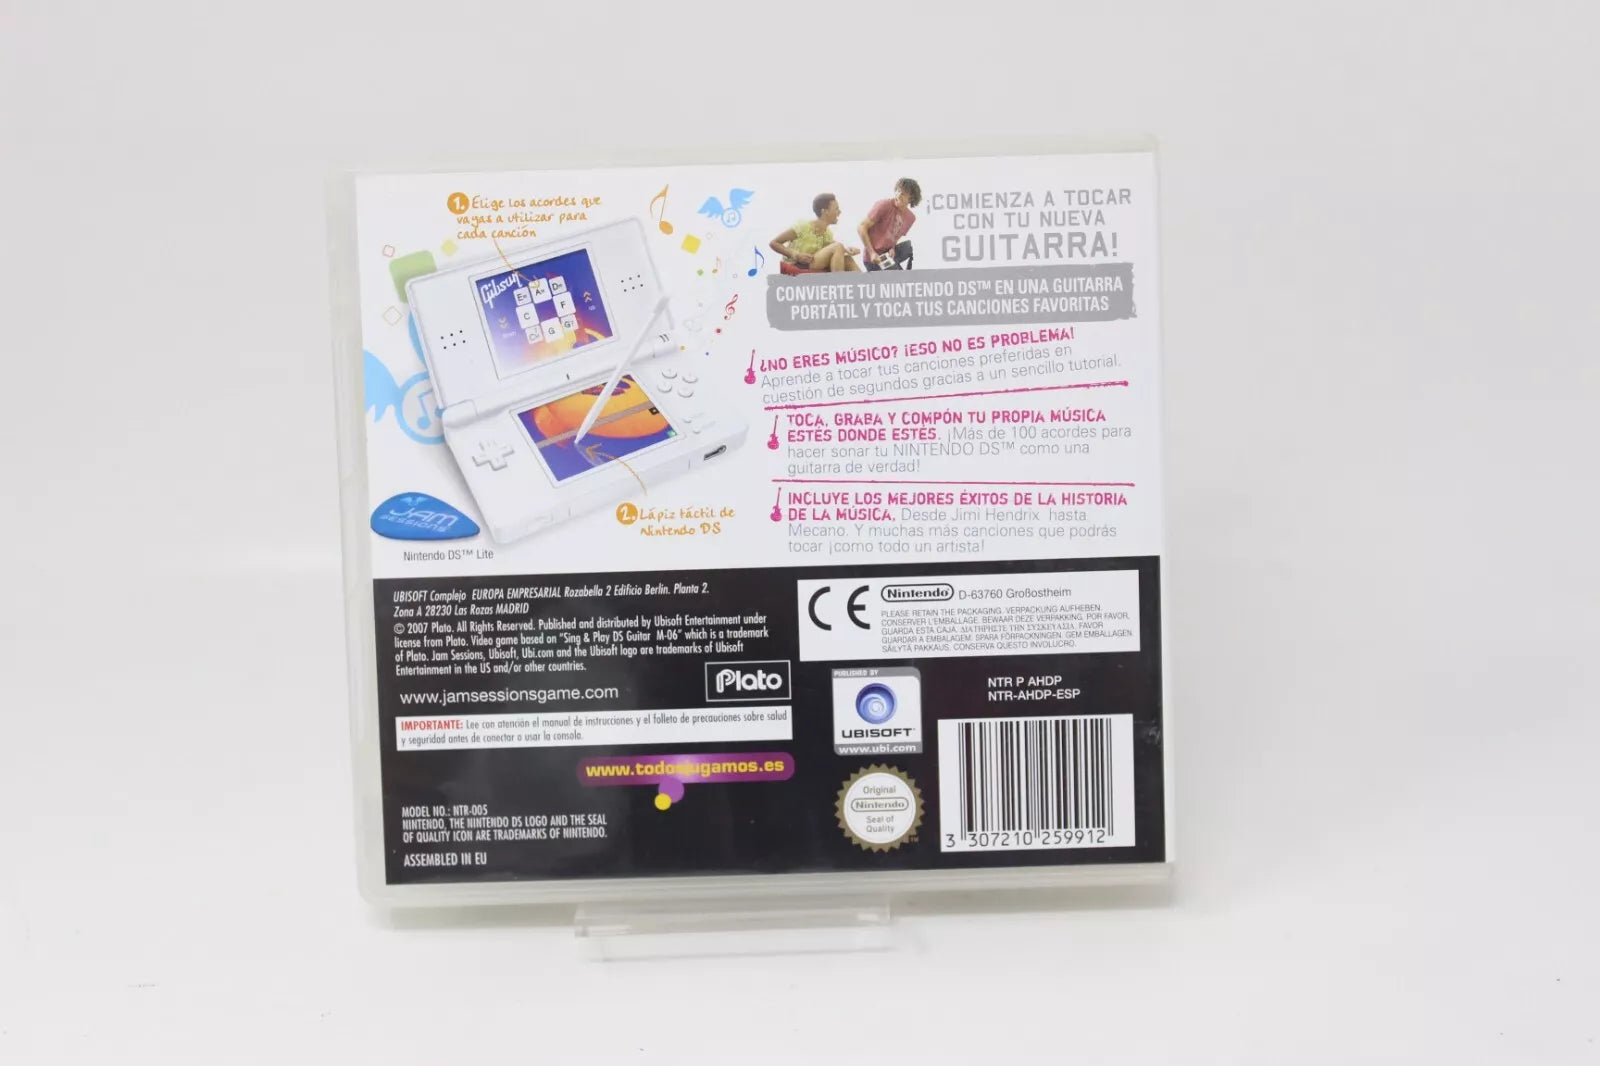 1. Elige los acordes que
vayas a utilizar para
cada canción
Gibson
Em Am Dm
C F
G G7
JAM
SESSIONS
Nintendo DS™ Lite
2. Lápiz táctil de
Nintendo DS
¡COMIENZA A TOCAR
CON TU NUEVA
GUITARRA!
CONVIERTE TU NINTENDO DS™ EN UNA GUITARRA
PORTÁTIL Y TOCA TUS CANCIONES FAVORITAS
¿NO ERES MÚSICO? ¡ESO NO ES PROBLEMA!
Aprende a tocar tus canciones preferidas en
cuestión de segundos gracias a un sencillo tutorial.
TOCA, GRABA Y COMPÓN TU PROPIA MÚSICA
ESTÉS DONDE ESTÉS. ¡Más de 100 acordes para
hacer sonar tu NINTENDO DS™ como una
guitarra de verdad!
INCLUYE LOS MEJORES ÉXITOS DE LA HISTORIA
DE LA MÚSICA. Desde Jimi Hendrix hasta
Mecano. Y muchas más canciones que podrás
tocar ¡como todo un artista!
UBISOFT Complejo EUROPA EMPRESARIAL Rozabella 2 Edificio Berlin. Planta 2.
Zona A 28230 Las Rozas MADRID
© 2007 Plato. All Rights Reserved. Published and distributed by Ubisoft Entertainment under
license from Plato. Video game based on "Sing & Play DS Guitar M-06" which is a trademark
of Plato. Jam Sessions, Ubisoft, Ubi.com and the Ubisoft logo are trademarks of Ubisoft
Entertainment in the US and/or other countries.
www.jamsessionsgame.com
Plato
IMPORTANTE: Lee con atención el manual de instrucciones y el folleto de precauciones sobre salud
y seguridad antes de conectar o usar la consola.
www.todosjugamos.es
MODEL NO.: NTR-005
NINTENDO, THE NINTENDO DS LOGO AND THE SEAL
OF QUALITY ICON ARE TRADEMARKS OF NINTENDO.
ASSEMBLED IN EU
CE
Nintendo D-63760 Großostheim
PLEASE RETAIN THE PACKAGING. VERPACKUNG AUFHEBEN.
CONSERVER L'EMBALLAGE. BEWAAR DEZE VERPAKKING. POR FAVOR,
GUARDA ESTA CAJA. ΔΙΑΤΗΡΗΣΤΕ ΤΗΝ ΣΥΣΚΕΥΑΣΙΑ. FAVOR
GUARDAR A EMBALAGEM. SPARA FÖRPACKNINGEN. GEM EMBALLAGEN.
SÄILYTÄ PAKKAUS. CONSERVA QUESTO INVOLUCRO.
PUBLISHED BY
UBISOFT
www.ubi.com
NTR P AHDP
NTR-AHDP-ESP
Original
Nintendo
Seal of
Quality
3 307210 259912